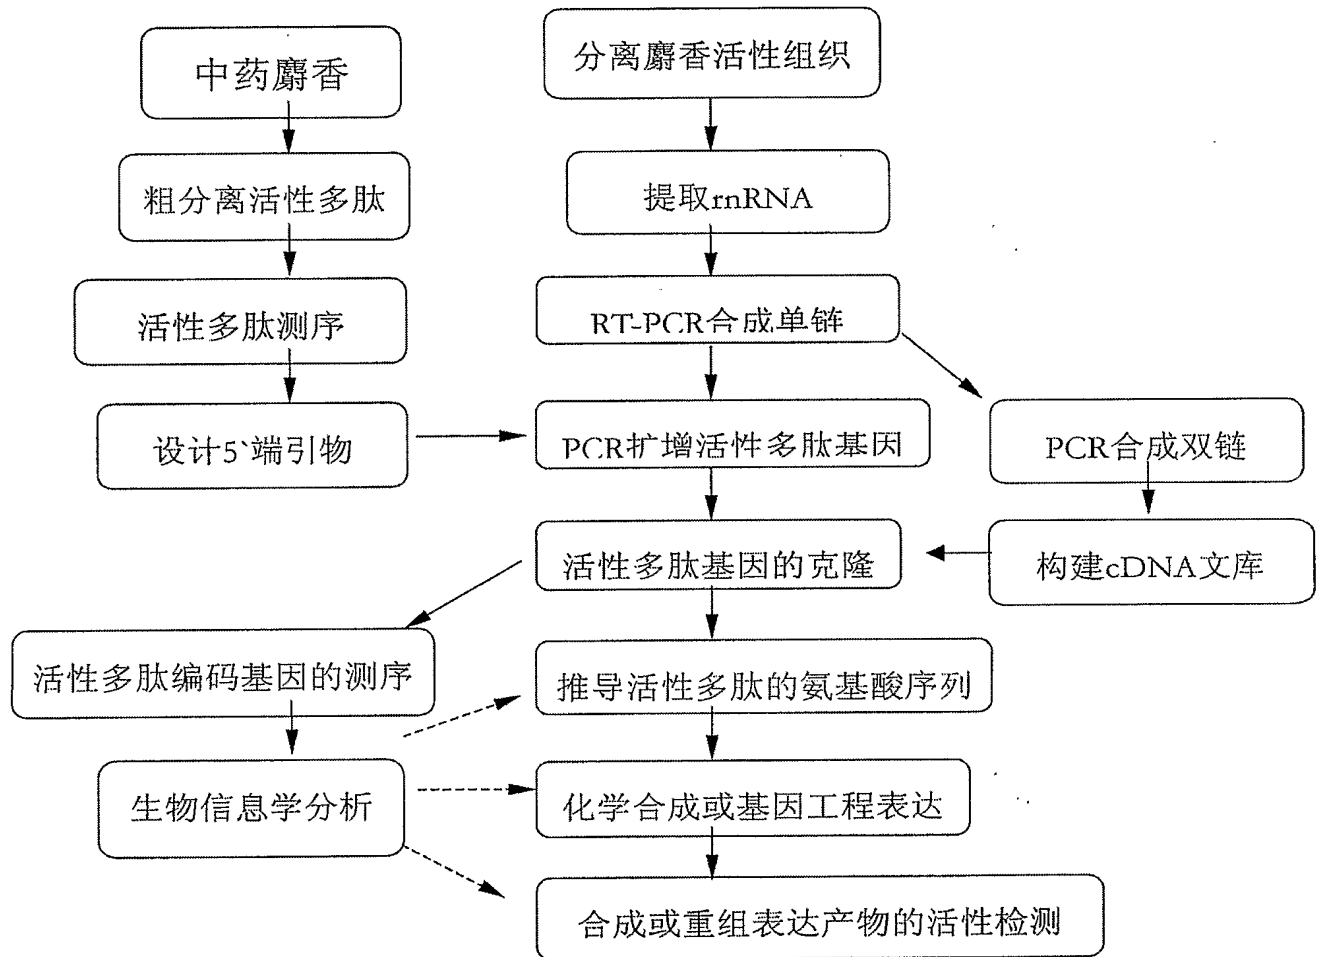 中药麝香
分离麝香活性组织
粗分离活性多肽
提取rnRNA
活性多肽测序
RT-PCR合成单链
设计5`端引物
PCR扩增活性多肽基因
PCR合成双链
活性多肽基因的克隆
构建cDNA文库
活性多肽编码基因的测序
推导活性多肽的氨基酸序列
生物信息学分析
化学合成或基因工程表达
合成或重组表达产物的活性检测